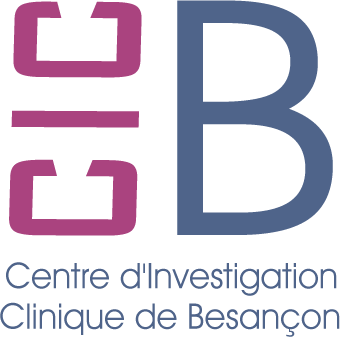 CIC B
Centre d'Investigation
Clinique de Besançon